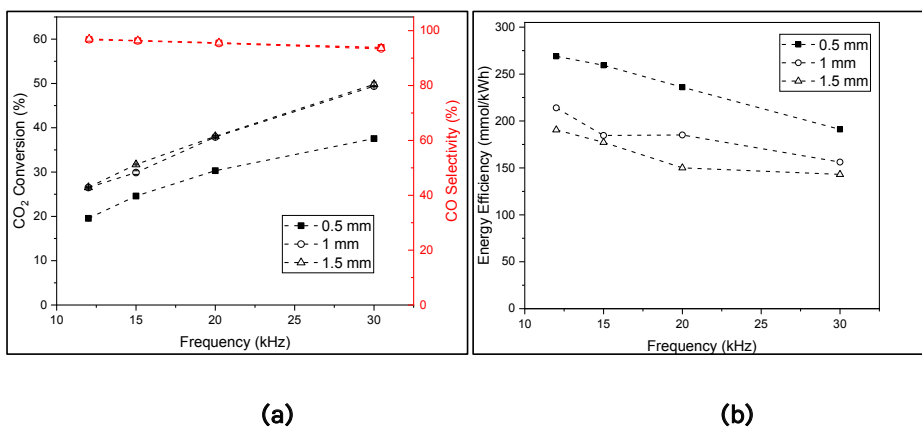 60
50
40
30
20
10
0
CO₂ Conversion (%)
100
80
60
40
20
0
CO Selectivity (%)
0.5 mm
1 mm
1.5 mm
10 15 20 25 30
Frequency (kHz)
(a)
300
250
200
150
100
50
0
Energy Efficiency (mmol/kWh)
0.5 mm
1 mm
1.5 mm
10 15 20 25 30
Frequency (kHz)
(b)